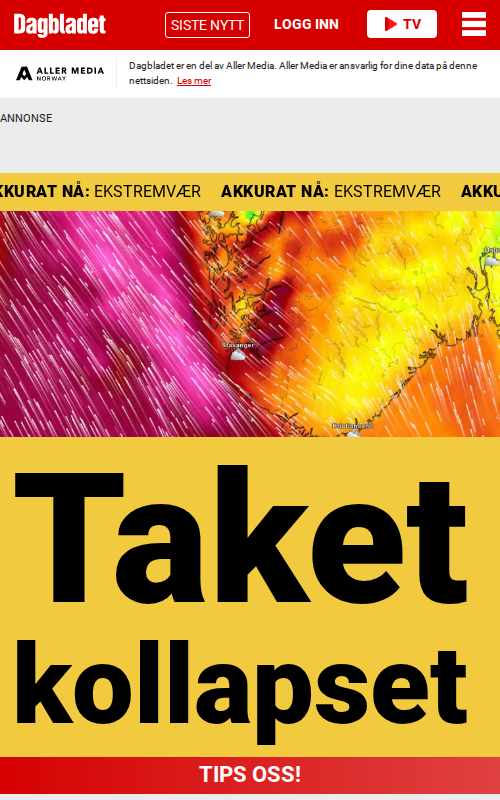 Dagbladet
SISTE NYTT
LOGG INN
TV
ALLER MEDIA
NORWAY
Dagbladet er en del av Aller Media. Aller Media er ansvarlig for dine data på denne
nettsiden. Les mer
ANNONSE
KKURAT NÅ: EKSTREMVÆR AKKURAT NÅ: EKSTREMVÆR AKKU
Oslo
Stavanger
Kristiansand
Taket
kollapset
TIPS OSS!